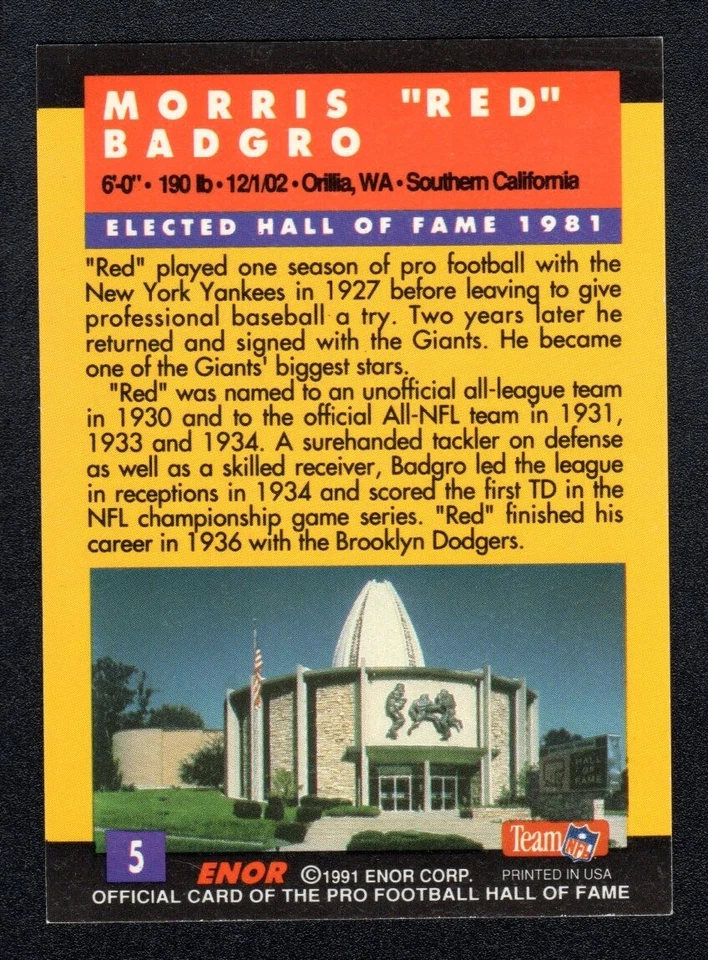 MORRIS "RED"
BADGRO
6'-0" • 190 lb • 12/1/02 • Orillia, WA • Southern California
ELECTED HALL OF FAME 1981
"Red" played one season of pro football with the
New York Yankees in 1927 before leaving to give
professional baseball a try. Two years later he
returned and signed with the Giants. He became
one of the Giants' biggest stars.
"Red" was named to an unofficial all-league team
in 1930 and to the official All-NFL team in 1931,
1933 and 1934. A surehanded tackler on defense
as well as a skilled receiver, Badgro led the league
in receptions in 1934 and scored the first TD in the
NFL championship game series. "Red" finished his
career in 1936 with the Brooklyn Dodgers.
HALL
OF
FAME
Team NFL
5
ENOR ©1991 ENOR CORP. PRINTED IN USA
OFFICIAL CARD OF THE PRO FOOTBALL HALL OF FAME